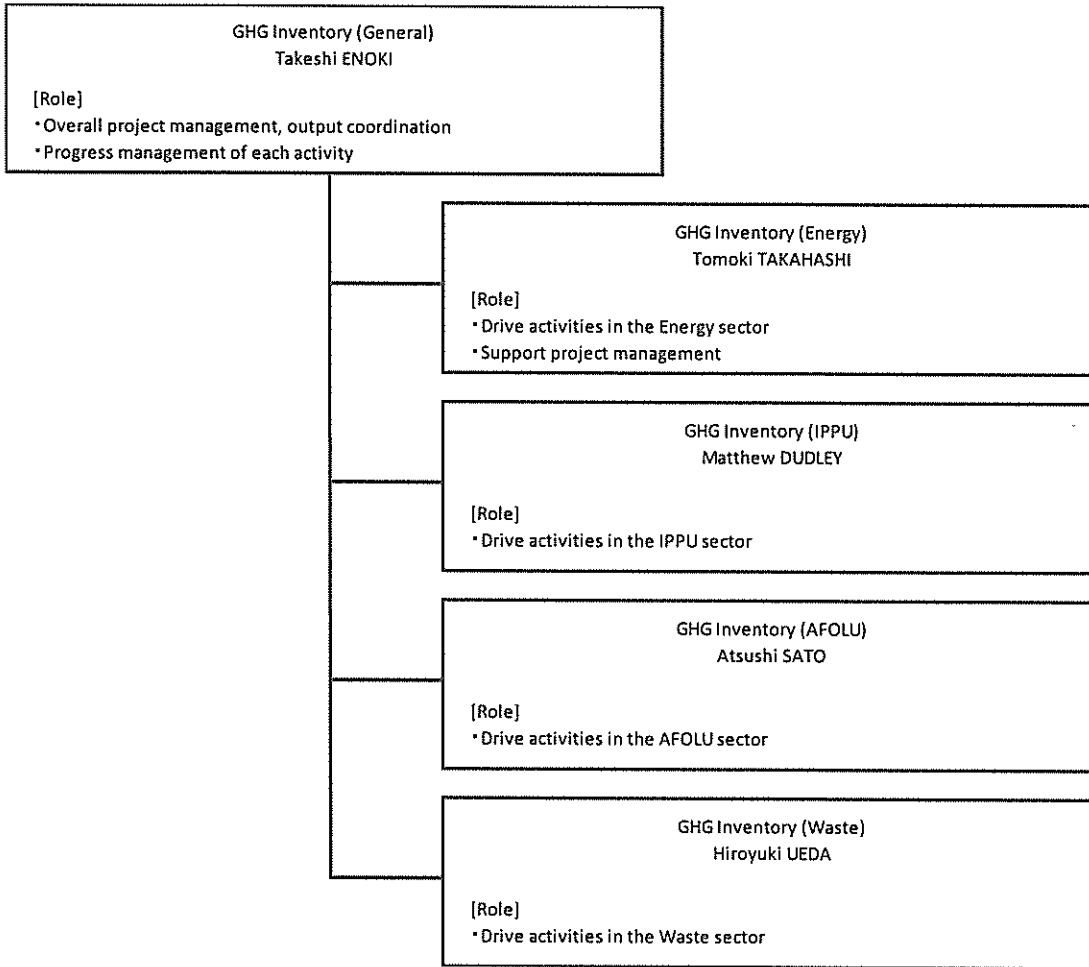 GHG Inventory (General)
Takeshi ENOKI
[Role]
・Overall project management, output coordination
・Progress management of each activity
GHG Inventory (Energy)
Tomoki TAKAHASHI
[Role]
・Drive activities in the Energy sector
・Support project management
GHG Inventory (IPPU)
Matthew DUDLEY
[Role]
・Drive activities in the IPPU sector
GHG Inventory (AFOLU)
Atsushi SATO
[Role]
・Drive activities in the AFOLU sector
GHG Inventory (Waste)
Hiroyuki UEDA
[Role]
・Drive activities in the Waste sector